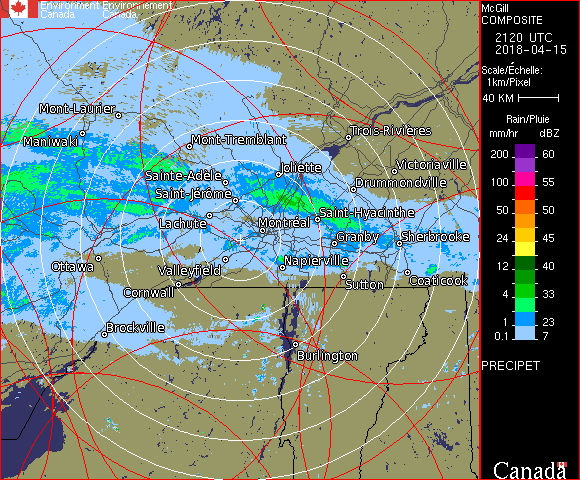 Environment Environnement
Canada Canada
McGill
COMPOSITE
2120 UTC
2018-04-15
Scale/Échelle:
1km/Pixel
40 KM
Rain/Pluie
mm/hr dBZ
200 60
100 55
50 50
24 45
12 40
4 33
1 23
0.1 7
PRECIPET
Canada
Mont-Laurier
Maniwaki
Mont-Tremblant
Trois-Rivières
Sainte-Adèle
Joliette
Victoriaville
Saint-Jérôme
Drummondville
Lachute
Saint-Hyacinthe
Montréal
Granby
Sherbrooke
Ottawa
Valleyfield
Napierville
Cornwall
Sutton
Coaticook
Brockville
Burlington